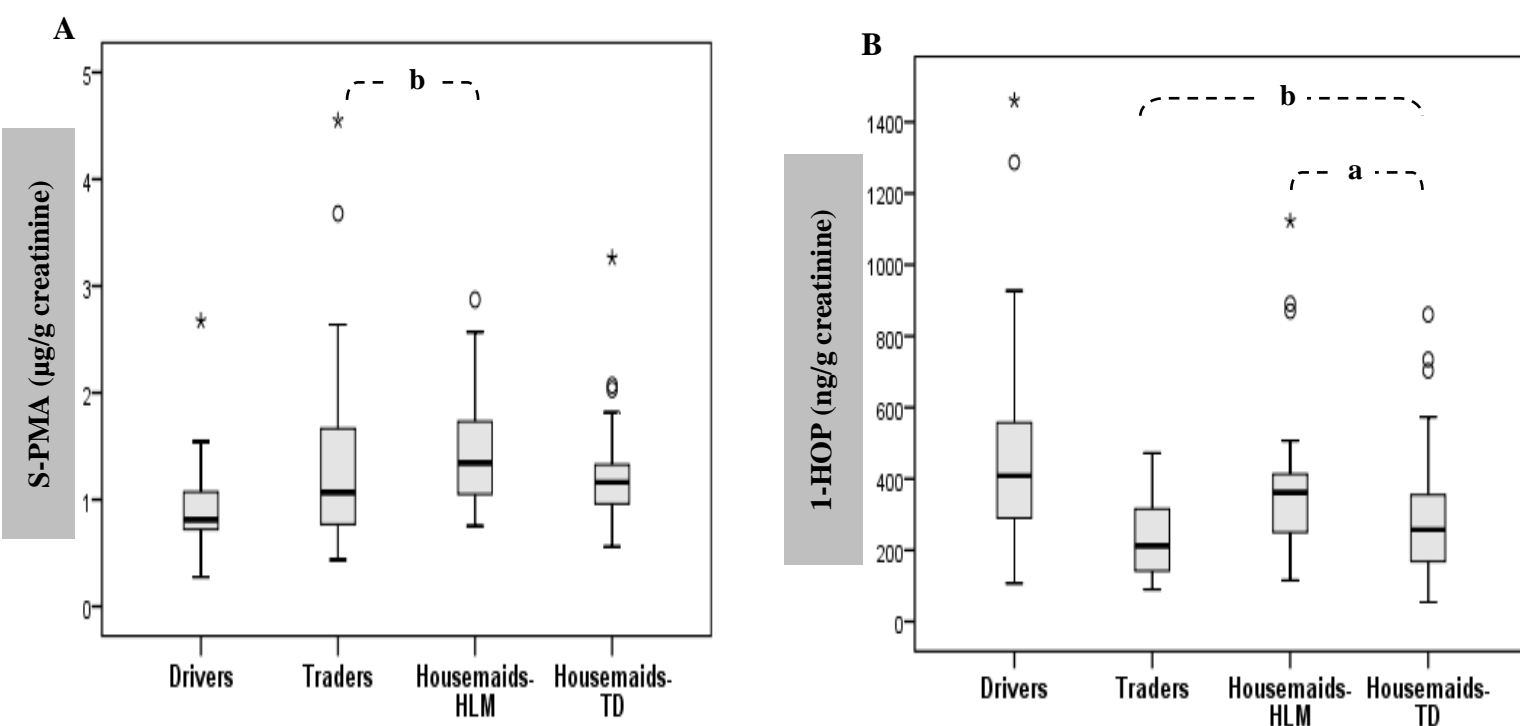 A
S-PMA (µg/g creatinine)
5
4
3
2
1
0
b
Drivers
Traders
Housemaids-
HLM
Housemaids-
TD
B
1-HOP (ng/g creatinine)
1400
1200
1000
800
600
400
200
0
b
a
Drivers
Traders
Housemaids-
HLM
Housemaids-
TD